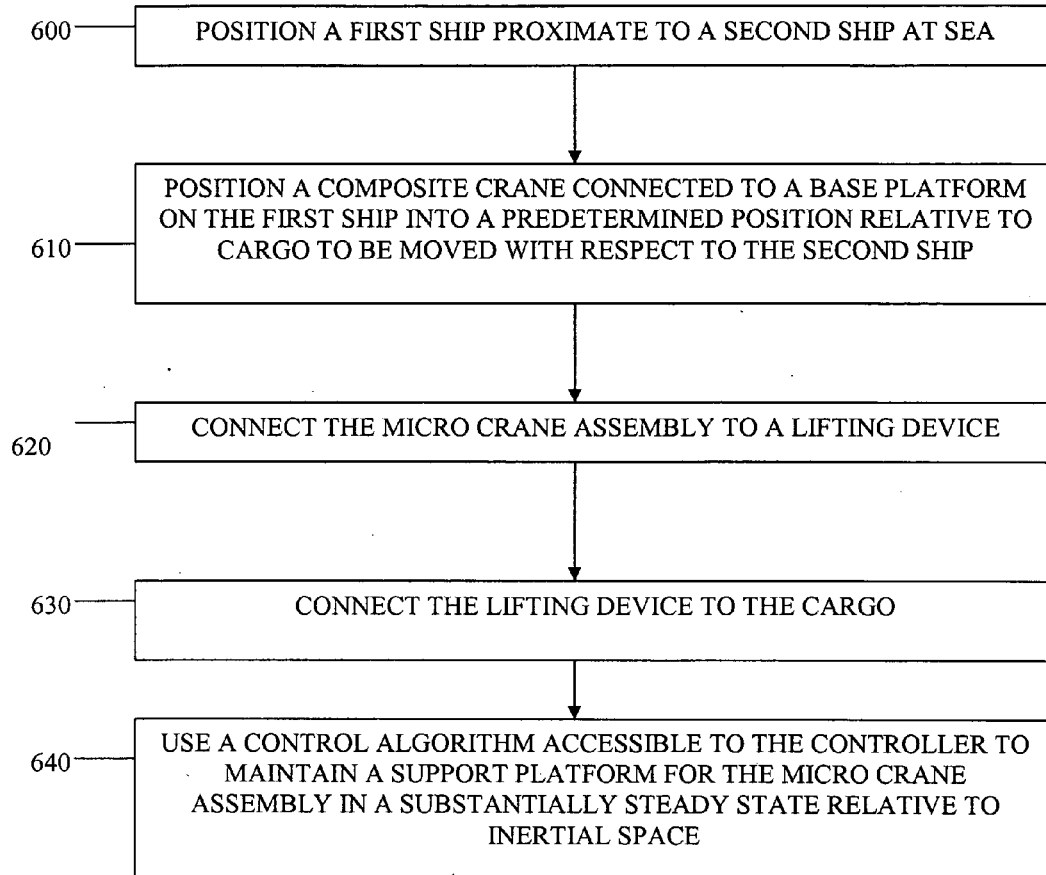 600
POSITION A FIRST SHIP PROXIMATE TO A SECOND SHIP AT SEA
POSITION A COMPOSITE CRANE CONNECTED TO A BASE PLATFORM
ON THE FIRST SHIP INTO A PREDETERMINED POSITION RELATIVE TO
610
CARGO TO BE MOVED WITH RESPECT TO THE SECOND SHIP
620
CONNECT THE MICRO CRANE ASSEMBLY TO A LIFTING DEVICE
630
CONNECT THE LIFTING DEVICE TO THE CARGO
640
USE A CONTROL ALGORITHM ACCESSIBLE TO THE CONTROLLER TO
MAINTAIN A SUPPORT PLATFORM FOR THE MICRO CRANE
ASSEMBLY IN A SUBSTANTIALLY STEADY STATE RELATIVE TO
INERTIAL SPACE